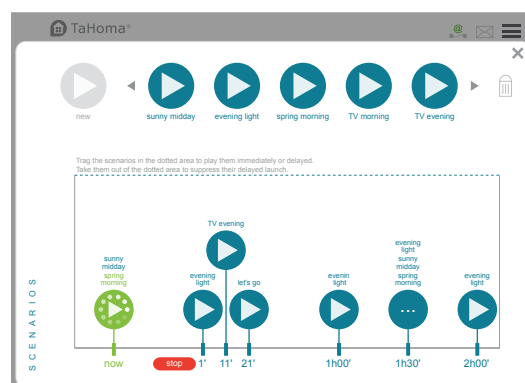 TaHoma®
@
new
sunny midday
evening light
spring morning
TV morning
TV evening
Trag the scenarios in the dotted area to play them immediately or delayed.
Take them out of the dotted area to suppress their delayed launch.
SCENARIOS
sunny
midday
spring
morning
evening
light
TV evening
let's go
evenin
light
evening
light
sunny
midday
spring
morning
...
evening
light
now
stop
1'
11'
21'
1h00'
1h30'
2h00'